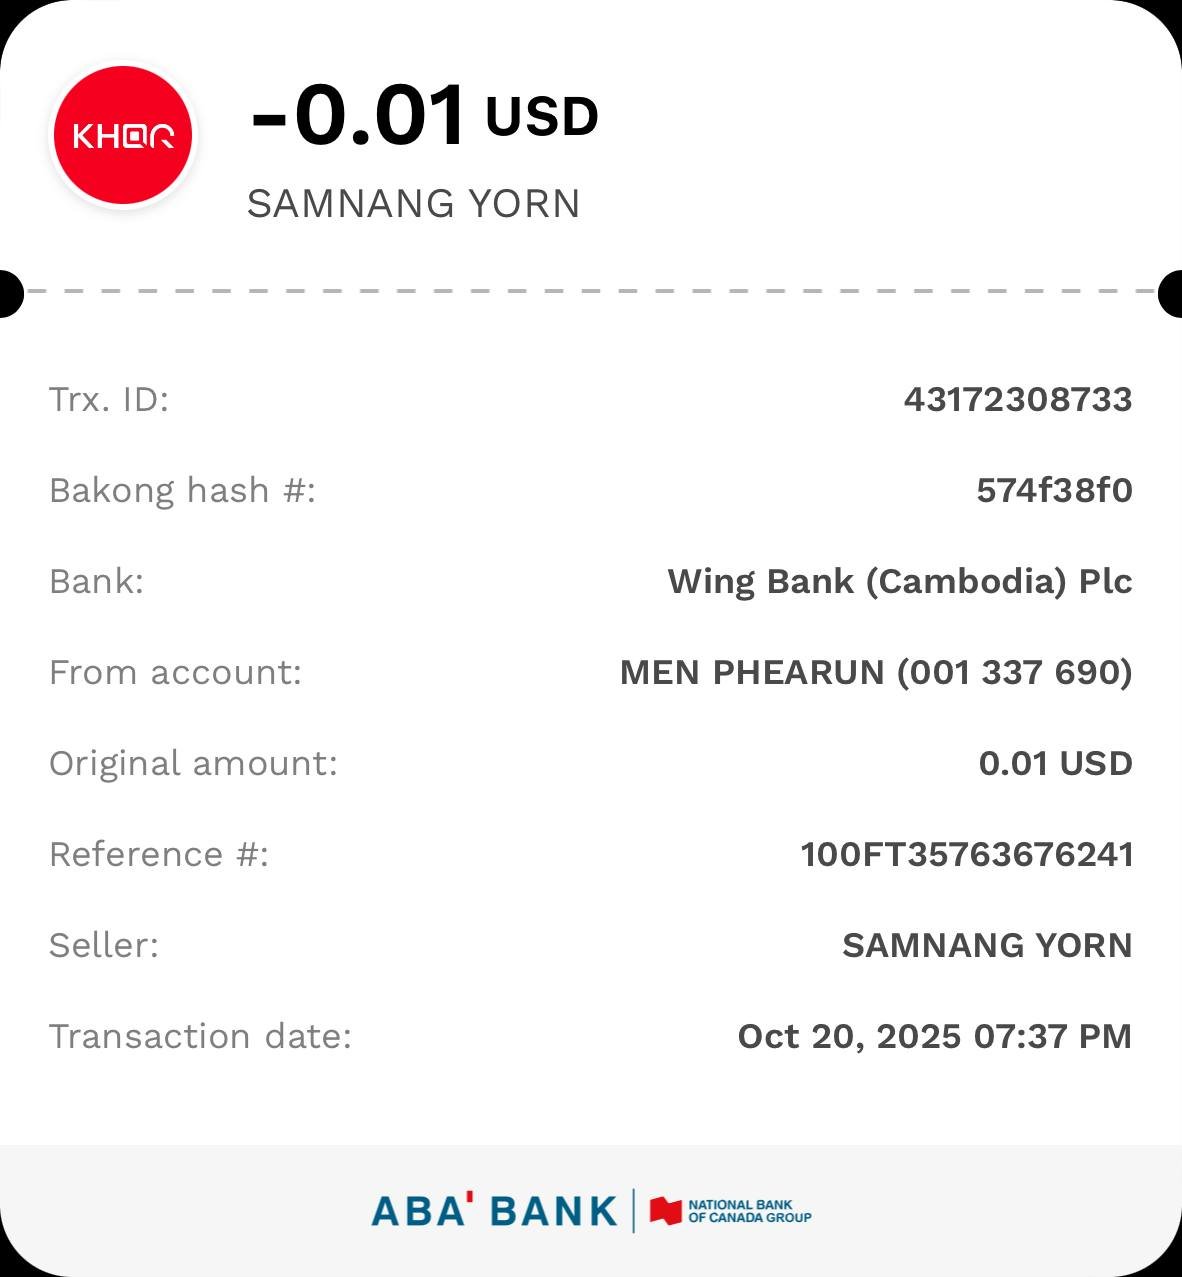 KHQR
-0.01 USD
SAMNANG YORN
Trx. ID: 43172308733
Bakong hash #: 574f38f0
Bank: Wing Bank (Cambodia) Plc
From account: MEN PHEARUN (001 337 690)
Original amount: 0.01 USD
Reference #: 100FT35763676241
Seller: SAMNANG YORN
Transaction date: Oct 20, 2025 07:37 PM
ABA' BANK
NATIONAL BANK
OF CANADA GROUP